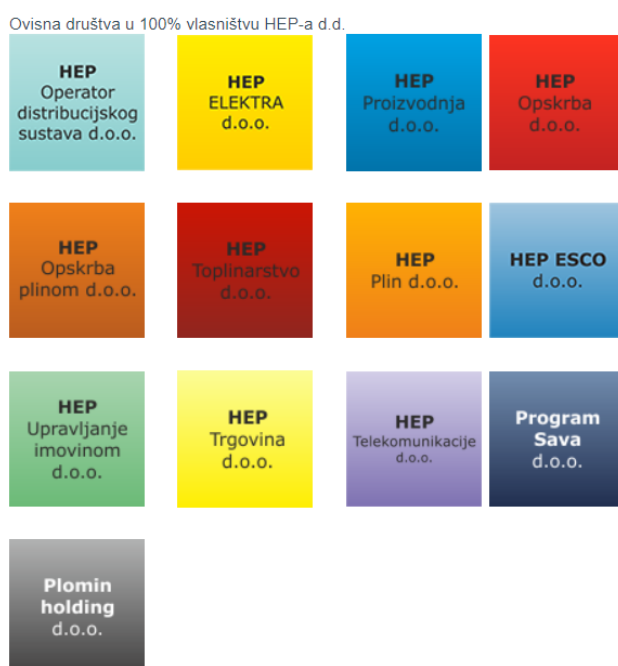 Ovisna društva u 100% vlasništvu HEP-a d.d.
HEP
Operator
distribucijskog
sustava d.o.o.
HEP
ELEKTRA
d.o.o.
HEP
Proizvodnja
d.o.o.
HEP
Opskrba
d.o.o.
HEP
Opskrba
plinom d.o.o.
HEP
Toplinarstvo
d.o.o.
HEP
Plin d.o.o.
HEP ESCO
d.o.o.
HEP
Upravljanje
imovinom
d.o.o.
HEP
Trgovina
d.o.o.
HEP
Telekomunikacije
d.o.o.
Program
Sava
d.o.o.
Plomin
holding
d.o.o.